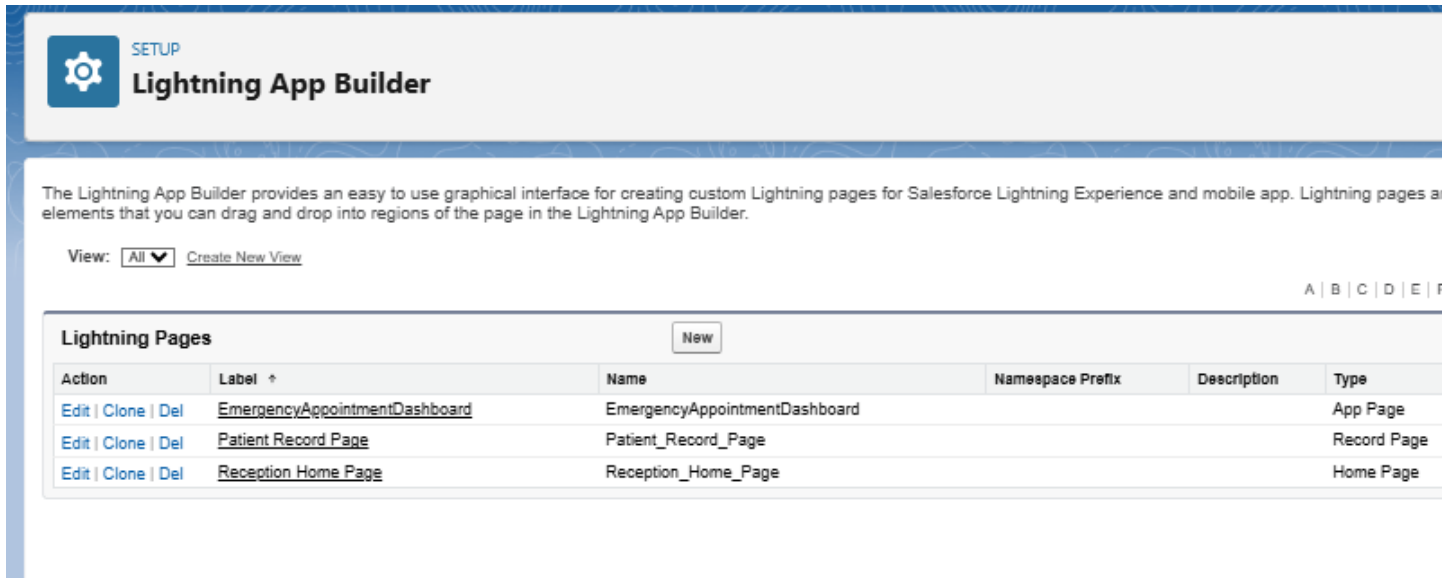 SETUP
Lightning App Builder
The Lightning App Builder provides an easy to use graphical interface for creating custom Lightning pages for Salesforce Lightning Experience and mobile app. Lightning pages
elements that you can drag and drop into regions of the page in the Lightning App Builder.
View: All Create New View
A | B | C | D | E |
Lightning Pages New
Action Label ↑ Name Namespace Prefix Description Type
Edit | Clone | Del EmergencyAppointmentDashboard EmergencyAppointmentDashboard App Page
Edit | Clone | Del Patient Record Page Patient_Record_Page Record Page
Edit | Clone | Del Reception Home Page Reception_Home_Page Home Page